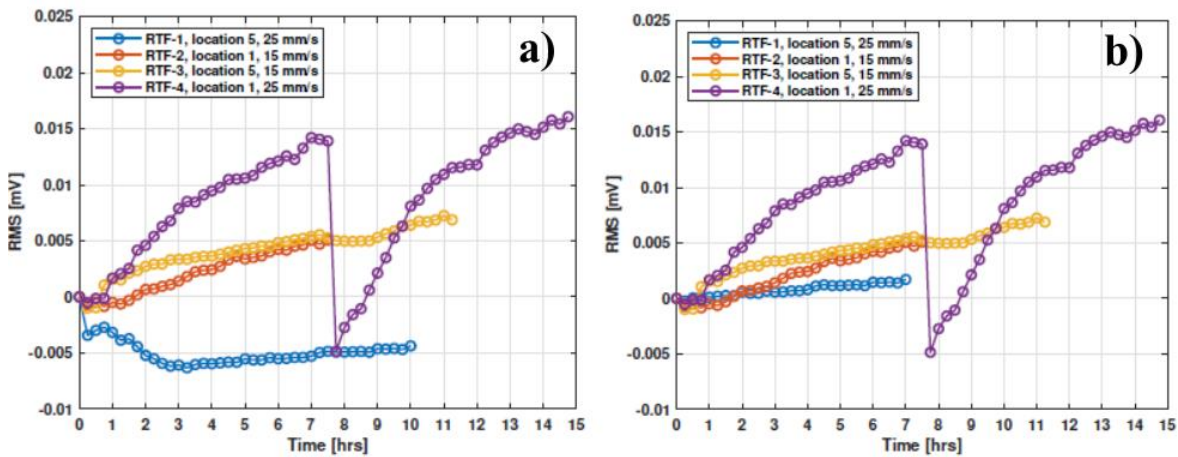 a)
RTF-1, location 5, 25 mm/s
RTF-2, location 1, 15 mm/s
RTF-3, location 5, 15 mm/s
RTF-4, location 1, 25 mm/s
RMS [mV]
0.025
0.02
0.015
0.01
0.005
0
-0.005
-0.01
0 1 2 3 4 5 6 7 8 9 10 11 12 13 14 15
Time [hrs]
b)
RTF-1, location 5, 25 mm/s
RTF-2, location 1, 15 mm/s
RTF-3, location 5, 15 mm/s
RTF-4, location 1, 25 mm/s
RMS [mV]
0.025
0.02
0.015
0.01
0.005
0
-0.005
-0.01
0 1 2 3 4 5 6 7 8 9 10 11 12 13 14 15
Time [hrs]